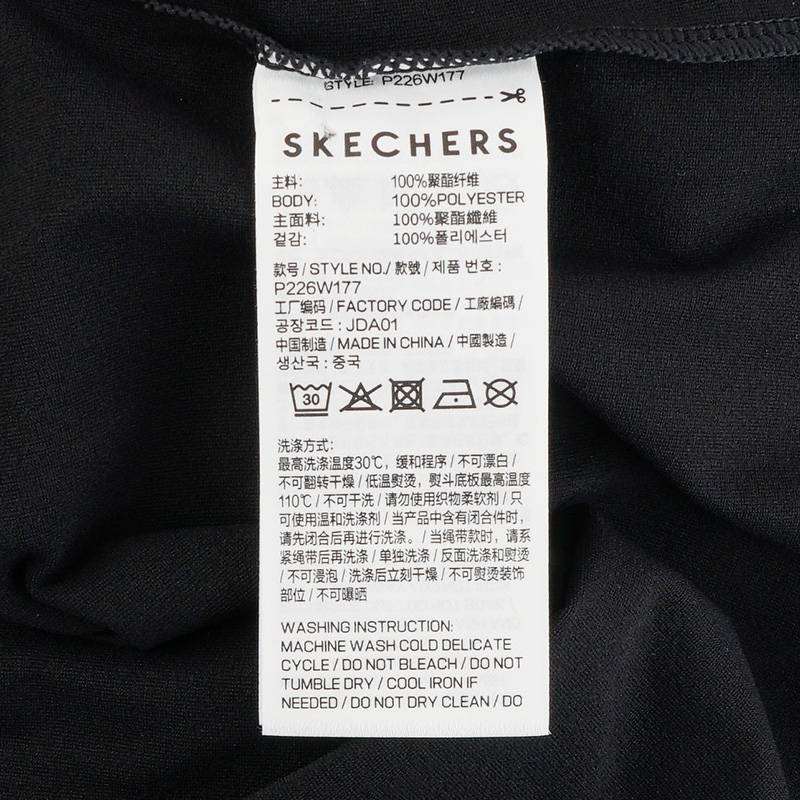 STYLE: P226W177
SKECHERS
主料: 100%聚酯纤维
BODY: 100%POLYESTER
主面料: 100%聚酯纖維
겉감: 100%폴리에스터
款号 / STYLE NO./ 款號 / 제품 번호 :
P226W177
工厂编码 / FACTORY CODE / 工廠編碼 /
공장코드 : JDA01
中国制造 / MADE IN CHINA / 中國製造 /
생산국 : 중국
30
洗涤方式:
最高洗涤温度30℃，缓和程序 / 不可漂白 /
不可翻转干燥 / 低温熨烫，熨斗底板最高温度
110℃ / 不可干洗 / 请勿使用织物柔软剂 / 只
可使用温和洗涤剂 / 当产品中含有闭合件时，
请先闭合后再进行洗涤。 / 当绳带款时，请系
紧绳带后再洗涤 / 单独洗涤 / 反面洗涤和熨烫
/ 不可浸泡 / 洗涤后立刻干燥 / 不可熨烫装饰
部位 / 不可曝晒
WASHING INSTRUCTION:
MACHINE WASH COLD DELICATE
CYCLE / DO NOT BLEACH / DO NOT
TUMBLE DRY / COOL IRON IF
NEEDED / DO NOT DRY CLEAN / DO